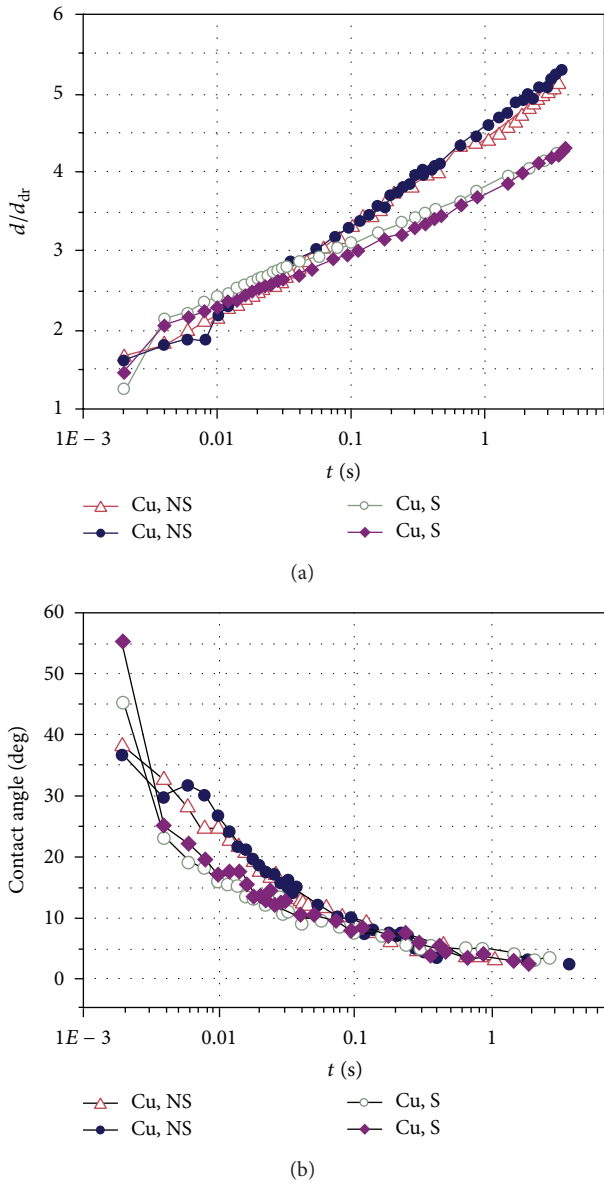 6
5
4
3
2
1
d/d_dr
1E − 3
0.01
0.1
1
t (s)
Cu, NS
Cu, S
Cu, NS
Cu, S
(a)
60
50
40
30
20
10
0
Contact angle (deg)
1E − 3
0.01
0.1
1
t (s)
Cu, NS
Cu, S
Cu, NS
Cu, S
(b)